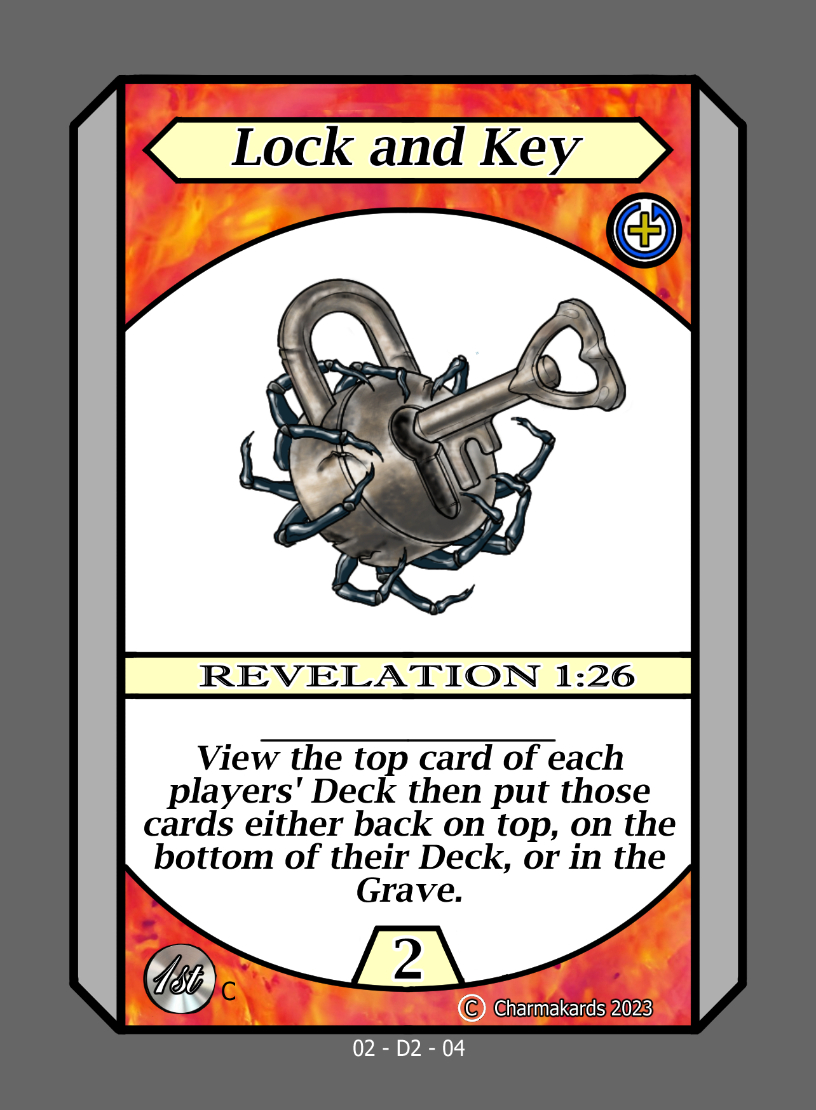 Lock and Key
REVELATION 1:26
View the top card of each
players' Deck then put those
cards either back on top, on the
bottom of their Deck, or in the
Grave.
2
1st C
© Charmakards 2023
02 - D2 - 04